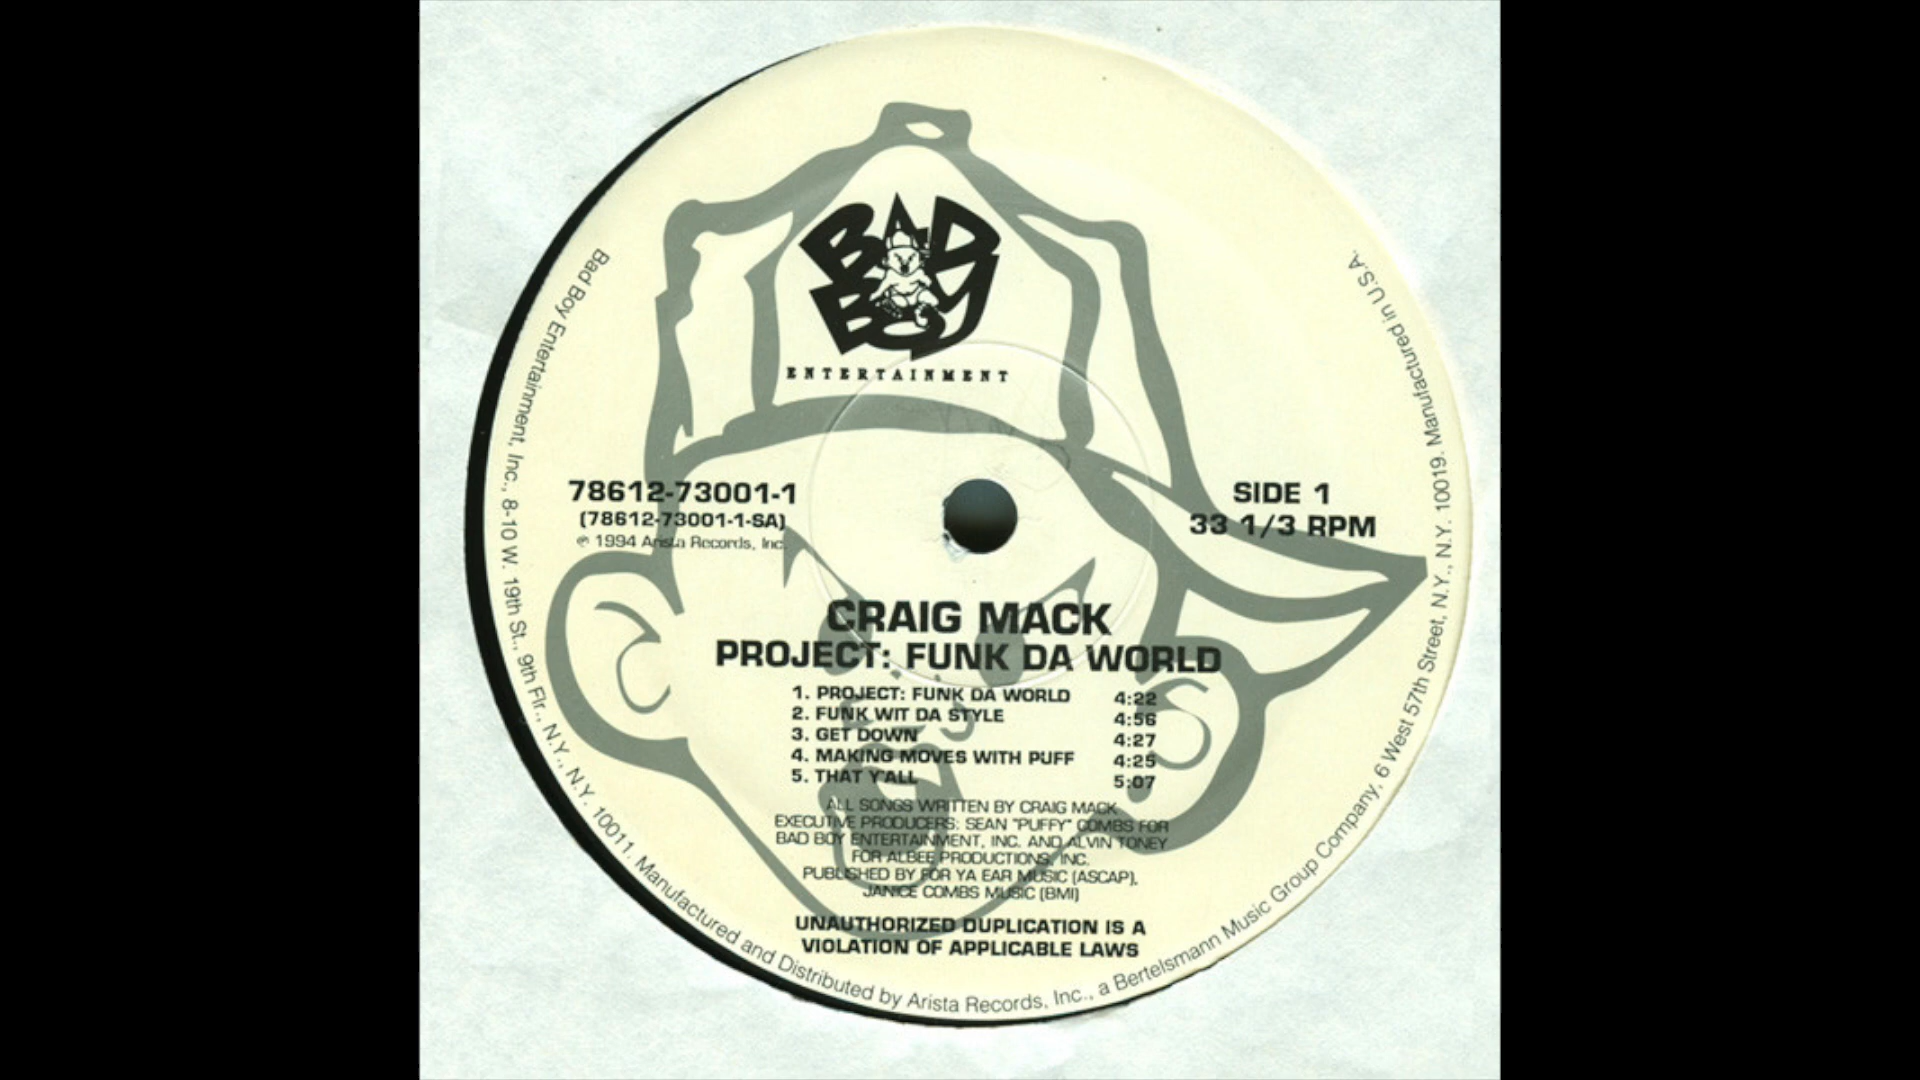 BAD
BOY
ENTERTAINMENT
78612-73001-1
(78612-73001-1-SA)
℗ 1994 Arista Records, Inc.
SIDE 1
33 1/3 RPM
CRAIG MACK
PROJECT: FUNK DA WORLD
1. PROJECT: FUNK DA WORLD 4:22
2. FUNK WIT DA STYLE 4:56
3. GET DOWN 4:27
4. MAKING MOVES WITH PUFF 4:25
5. THAT Y'ALL 5:07
ALL SONGS WRITTEN BY CRAIG MACK
EXECUTIVE PRODUCERS: SEAN "PUFFY" COMBS FOR
BAD BOY ENTERTAINMENT, INC. AND ALVIN TONEY
FOR ALBEE PRODUCTIONS, INC.
PUBLISHED BY FOR YA EAR MUSIC (ASCAP),
JANICE COMBS MUSIC (BMI)
UNAUTHORIZED DUPLICATION IS A
VIOLATION OF APPLICABLE LAWS
Bad Boy Entertainment, Inc., 8-10 W. 19th St., 9th Flr., N.Y., N.Y. 10011. Manufactured and Distributed by Arista Records, Inc., a Bertelsmann Music Group Company, 6 West 57th Street, N.Y., N.Y. 10019. Manufactured in U.S.A.